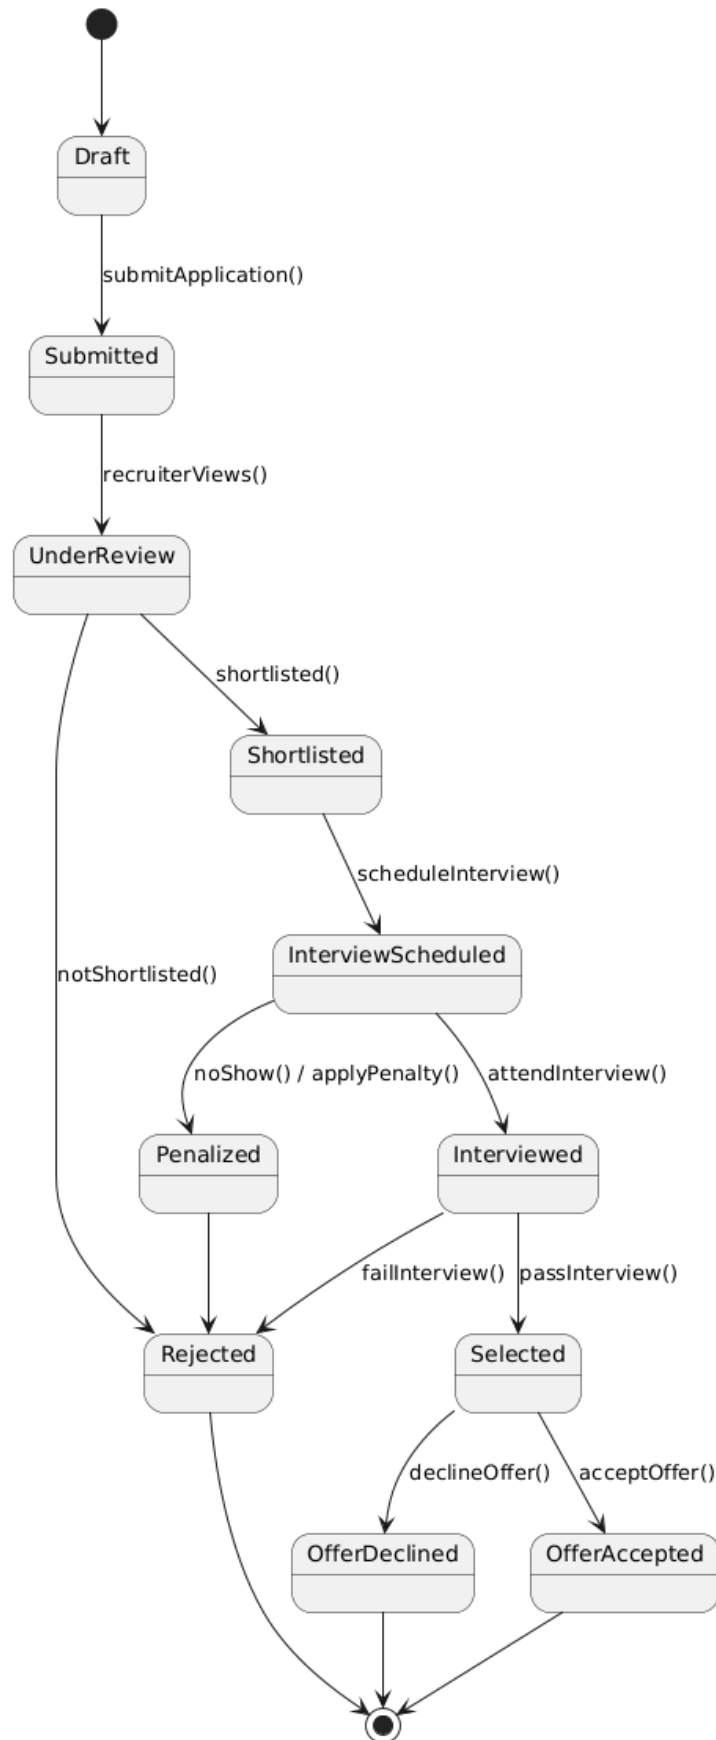 Draft
submitApplication()
Submitted
recruiterViews()
UnderReview
shortlisted()
Shortlisted
scheduleInterview()
InterviewScheduled
notShortlisted()
noShow() / applyPenalty()
attendInterview()
Penalized
Interviewed
failInterview()
passInterview()
Rejected
Selected
declineOffer()
acceptOffer()
OfferDeclined
OfferAccepted